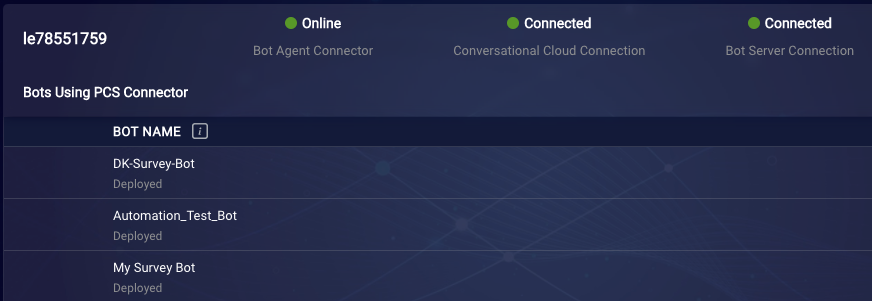 le78551759
Online
Connected
Connected
Bot Agent Connector
Conversational Cloud Connection
Bot Server Connection
Bots Using PCS Connector
BOT NAME i
DK-Survey-Bot
Deployed
Automation_Test_Bot
Deployed
My Survey Bot
Deployed